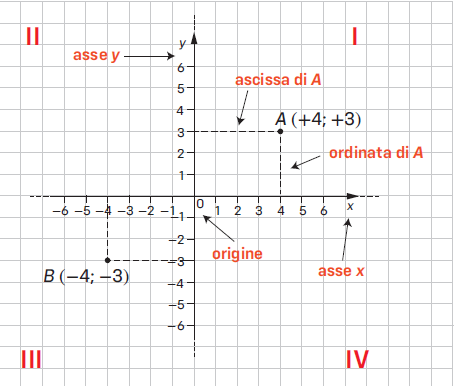 II
I
y
asse y
6
5
ascissa di A
4
A (+4; +3)
3
ordinata di A
2
1
-6 -5 -4 -3 -2 -1
0
1 2 3 4 5 6
x
-1
-2
origine
-3
asse x
B (−4; −3)
-4
-5
-6
III
IV